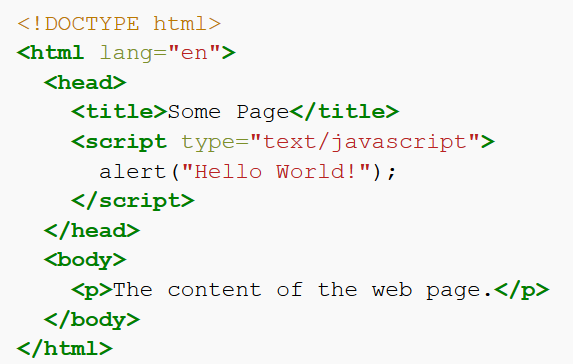 <!DOCTYPE html>
<html lang="en">
  <head>
    <title>Some Page</title>
    <script type="text/javascript">
      alert("Hello World!");
    </script>
  </head>
  <body>
    <p>The content of the web page.</p>
  </body>
</html>